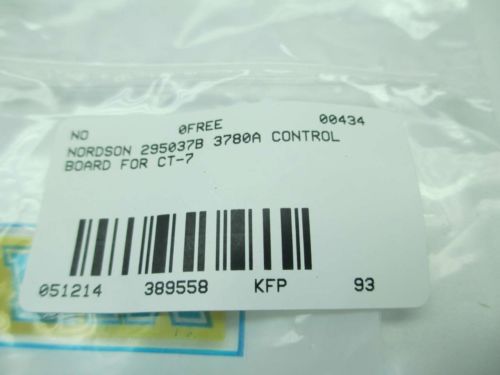 NO 0FREE 00434
NORDSON 295037B 3780A CONTROL
BOARD FOR CT-7
051214 389558 KFP 93